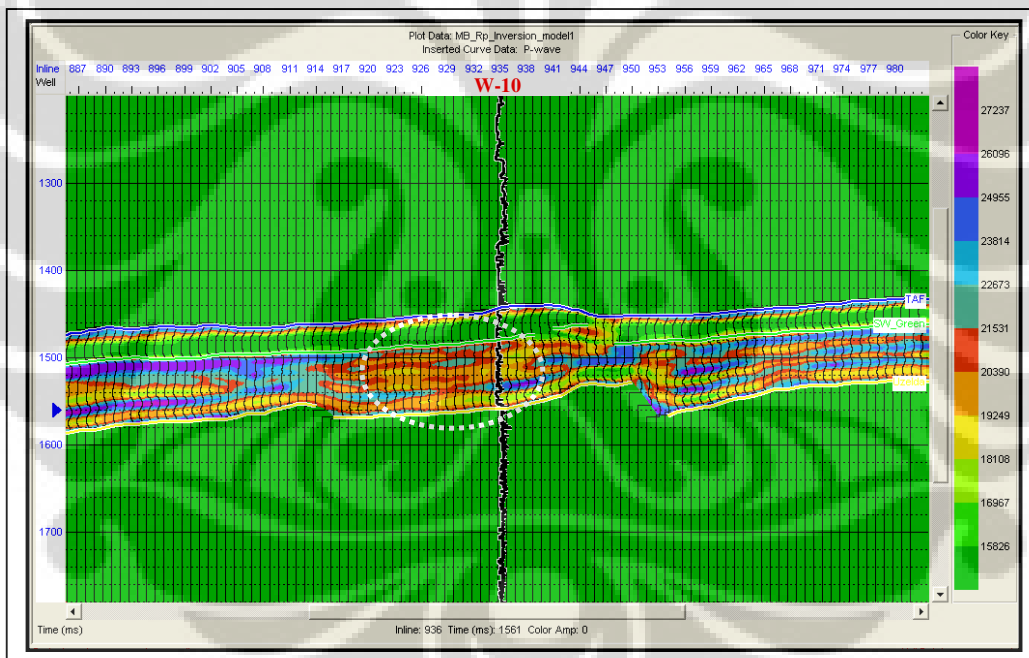 Plot Data: MB_Rp_Inversion_model1
Inserted Curve Data: P-wave
Color Key
Inline 887 890 893 896 899 902 905 908 911 914 917 920 923 926 929 932 935 938 941 944 947 950 953 956 959 962 965 968 971 974 977 980
Well
W-10
27237
26096
24955
23814
22673
21531
20390
19249
18108
16967
15826
1300
1400
1500
1600
1700
TAF
SW_Green
Time (ms)
Inline: 936 Time (ms): 1561 Color Amp: 0